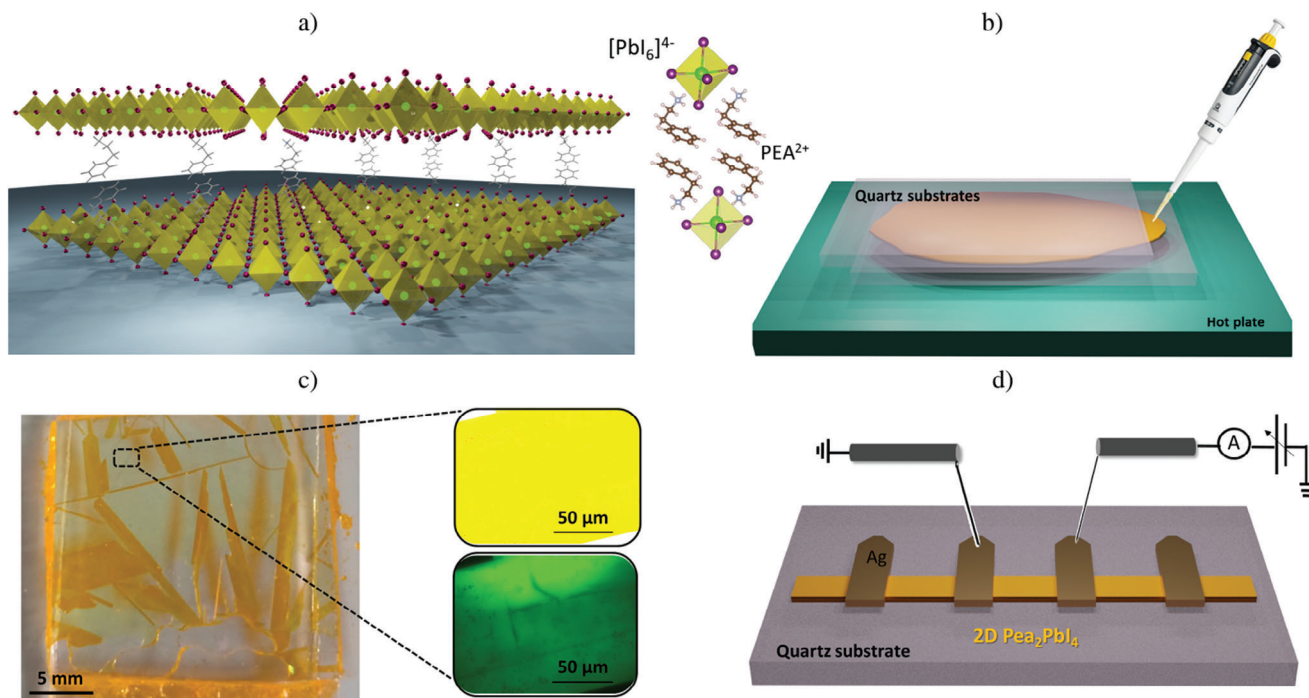 a)
[PbI₆]⁴⁻
PEA²⁺
b)
Quartz substrates
Hot plate
c)
5 mm
50 µm
50 µm
d)
A
Ag
2D Pea₂PbI₄
Quartz substrate